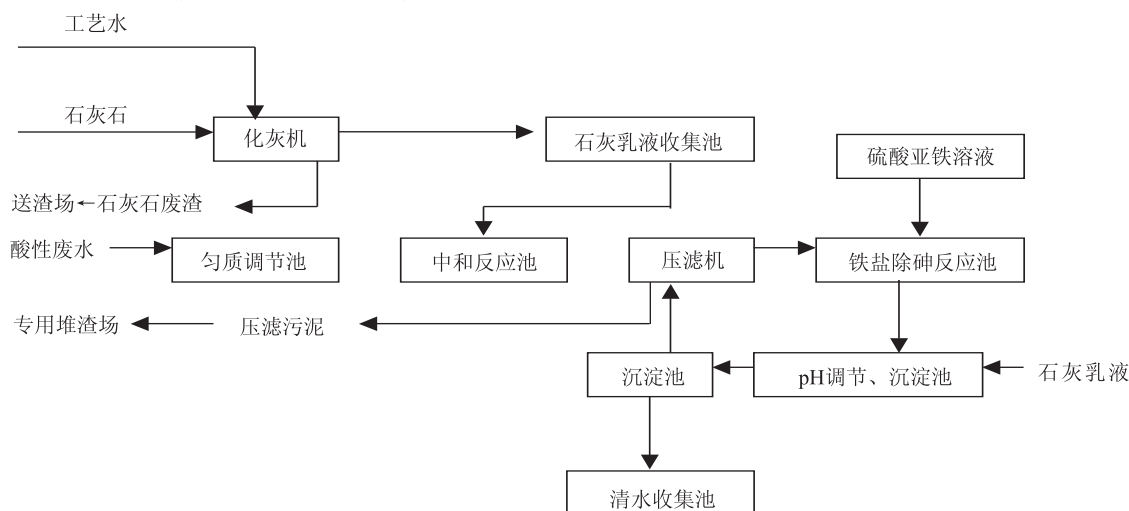 工艺水
石灰石
化灰机
石灰乳液收集池
硫酸亚铁溶液
送渣场←石灰石废渣
酸性废水
匀质调节池
中和反应池
压滤机
铁盐除砷反应池
专用堆渣场
压滤污泥
沉淀池
pH调节、沉淀池
石灰乳液
清水收集池